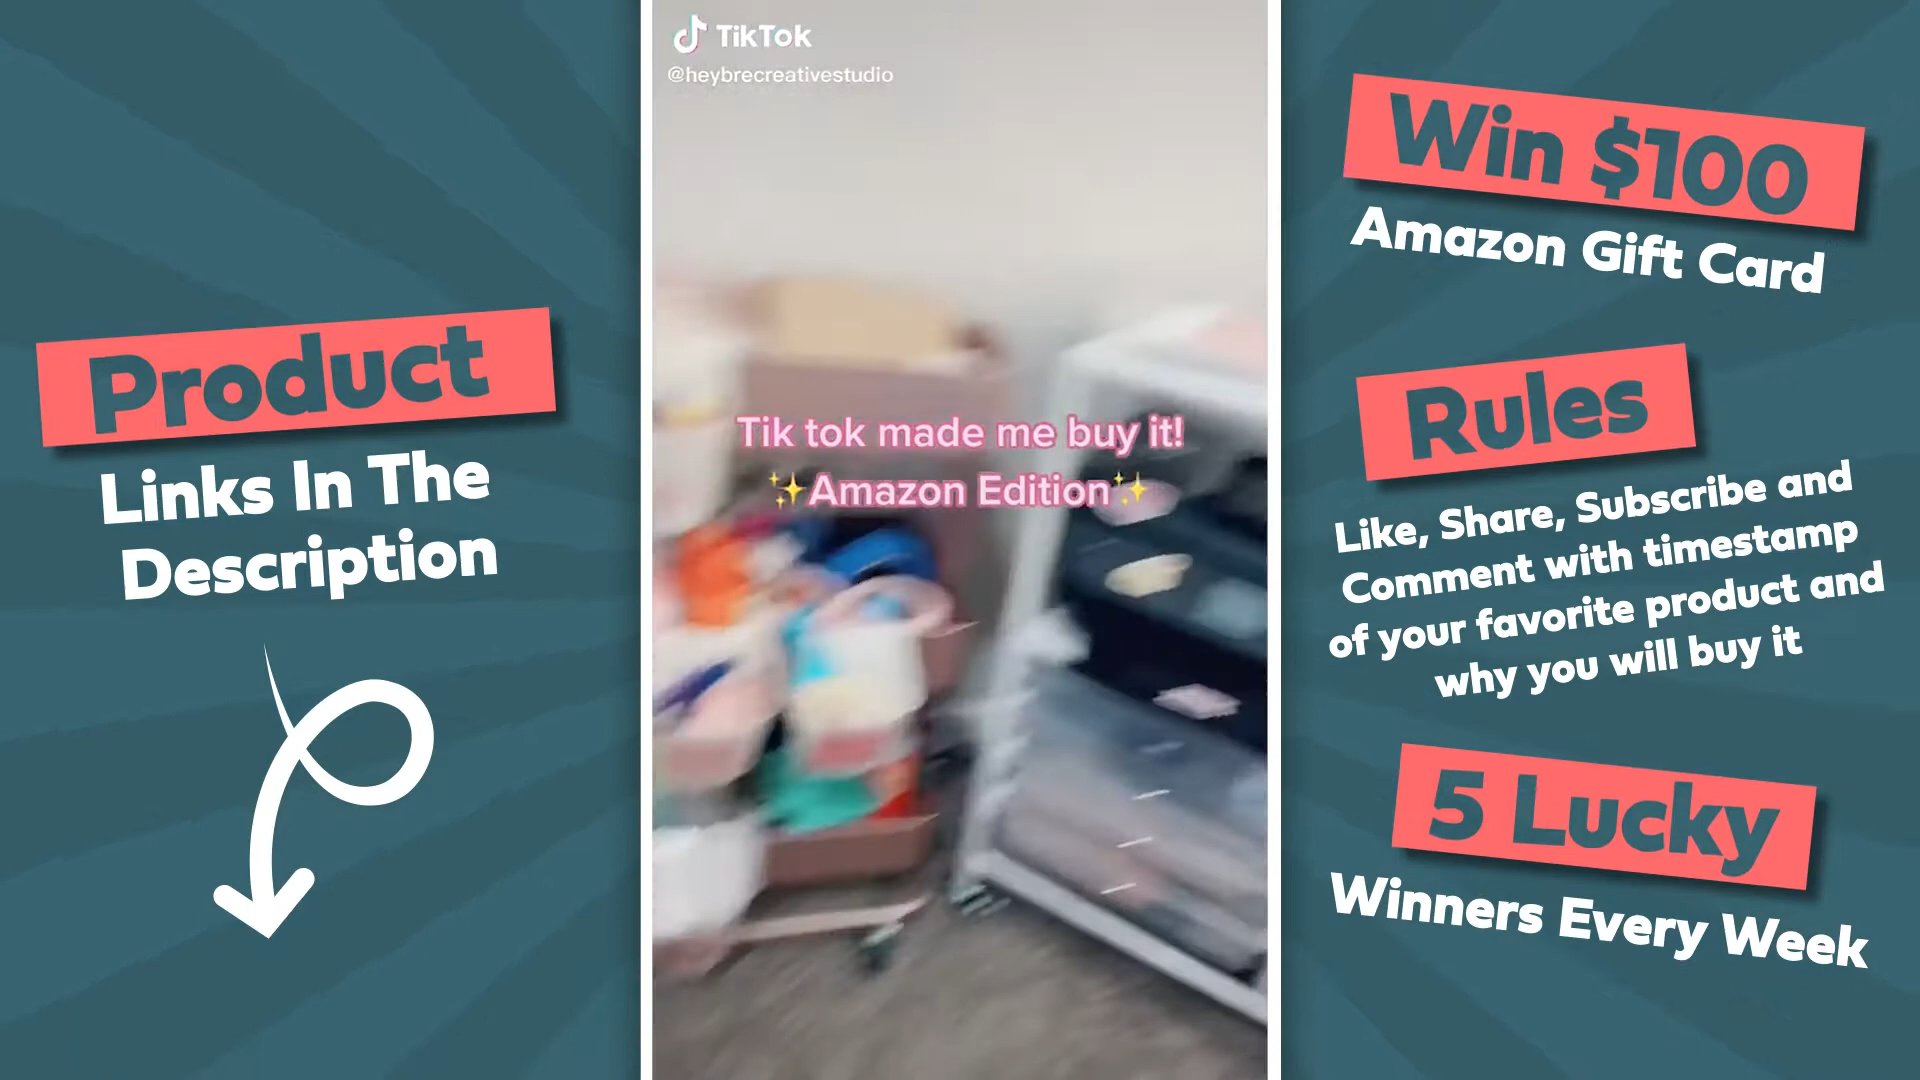 Product
Links In The
Description
TikTok
@heybrecreativestudio
Tik tok made me buy it!
✨Amazon Edition✨
Win $100
Amazon Gift Card
Rules
Like, Share, Subscribe and
Comment with timestamp
of your favorite product and
why you will buy it
5 Lucky
Winners Every Week